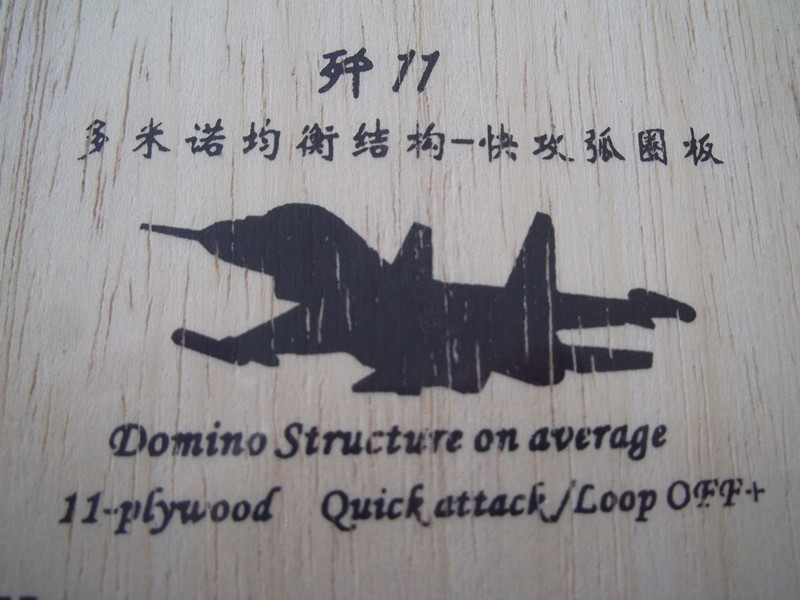 歼11
多米诺均衡结构-快攻弧圈板
Domino Structure on average
11-plywood Quick attack/Loop OFF+